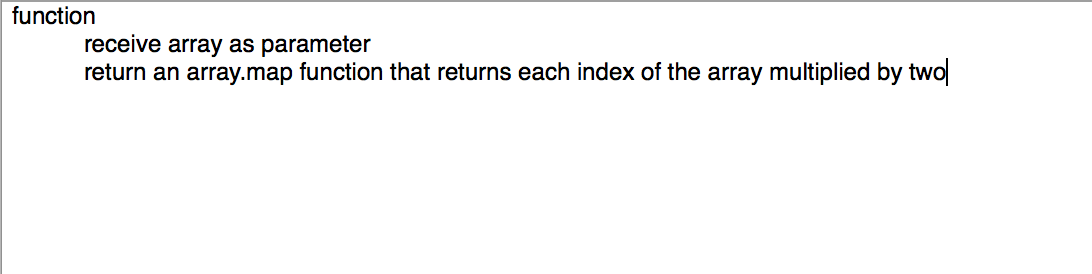 function
receive array as parameter
return an array.map function that returns each index of the array multiplied by two